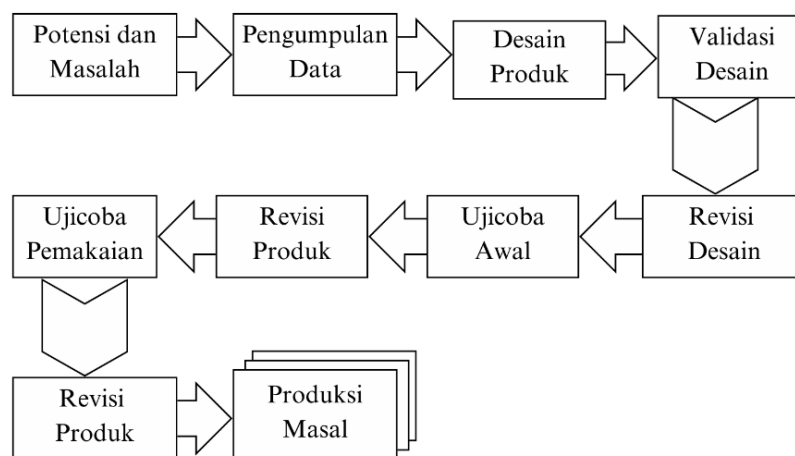 Potensi dan
Masalah
Pengumpulan
Data
Desain
Produk
Validasi
Desain
Revisi
Desain
Ujicoba
Awal
Revisi
Produk
Ujicoba
Pemakaian
Revisi
Produk
Produksi
Masal